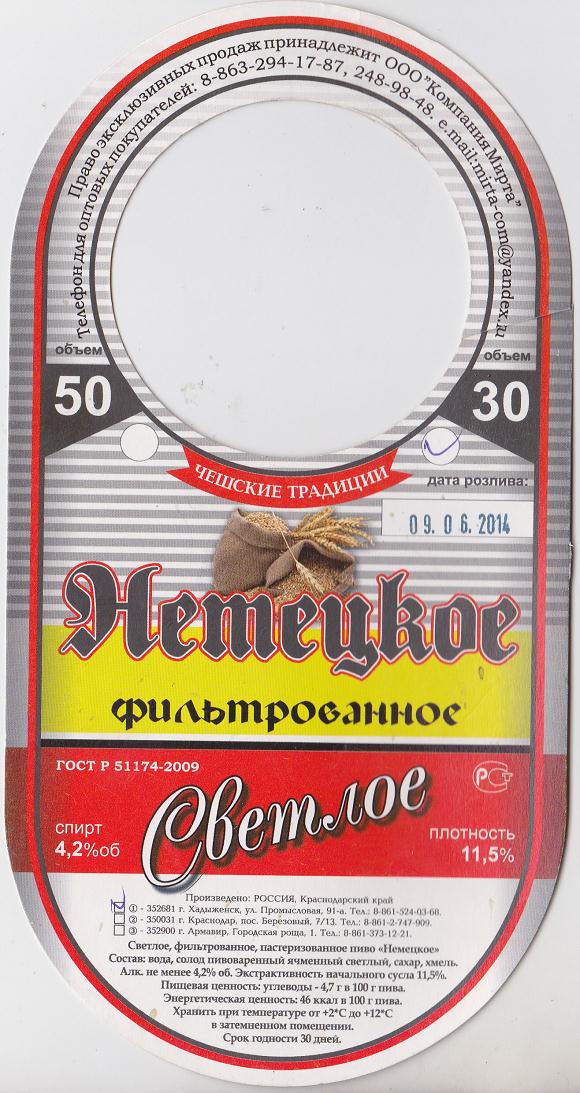 Право эксклюзивных продаж принадлежит ООО"КомпанияМирта"
Телефон для оптовых покупателей: 8-863-294-17-87, 248-98-48. e.mail:mirta-com@yandex.ru
объем
50
объем
30
ЧЕШСКИЕ ТРАДИЦИИ
дата розлива:
09. 06. 2014
Немецкое
фильтрованное
ГОСТ Р 51174-2009
РСТ
Светлое
спирт
4,2%об
плотность
11,5%
Произведено: РОССИЯ, Краснодарский край
① - 352681 г. Хадыженск, ул. Промысловая, 91-а. Тел.: 8-861-524-03-68.
② - 350031 г. Краснодар, пос. Березовый, 7/13. Тел.: 8-861-2-747-909.
③ - 352900 г. Армавир, Городская роща, 1. Тел.: 8-861-373-12-21.
Светлое, фильтрованное, пастеризованное пиво «Немецкое»
Состав: вода, солод пивоваренный ячменный светлый, сахар, хмель.
Алк. не менее 4,2% об. Экстрактивность начального сусла 11,5%.
Пищевая ценность: углеводы - 4,7 г в 100 г пива.
Энергетическая ценность: 46 ккал в 100 г пива.
Хранить при температуре от +2°С до +12°С
в затемненном помещении.
Срок годности 30 дней.